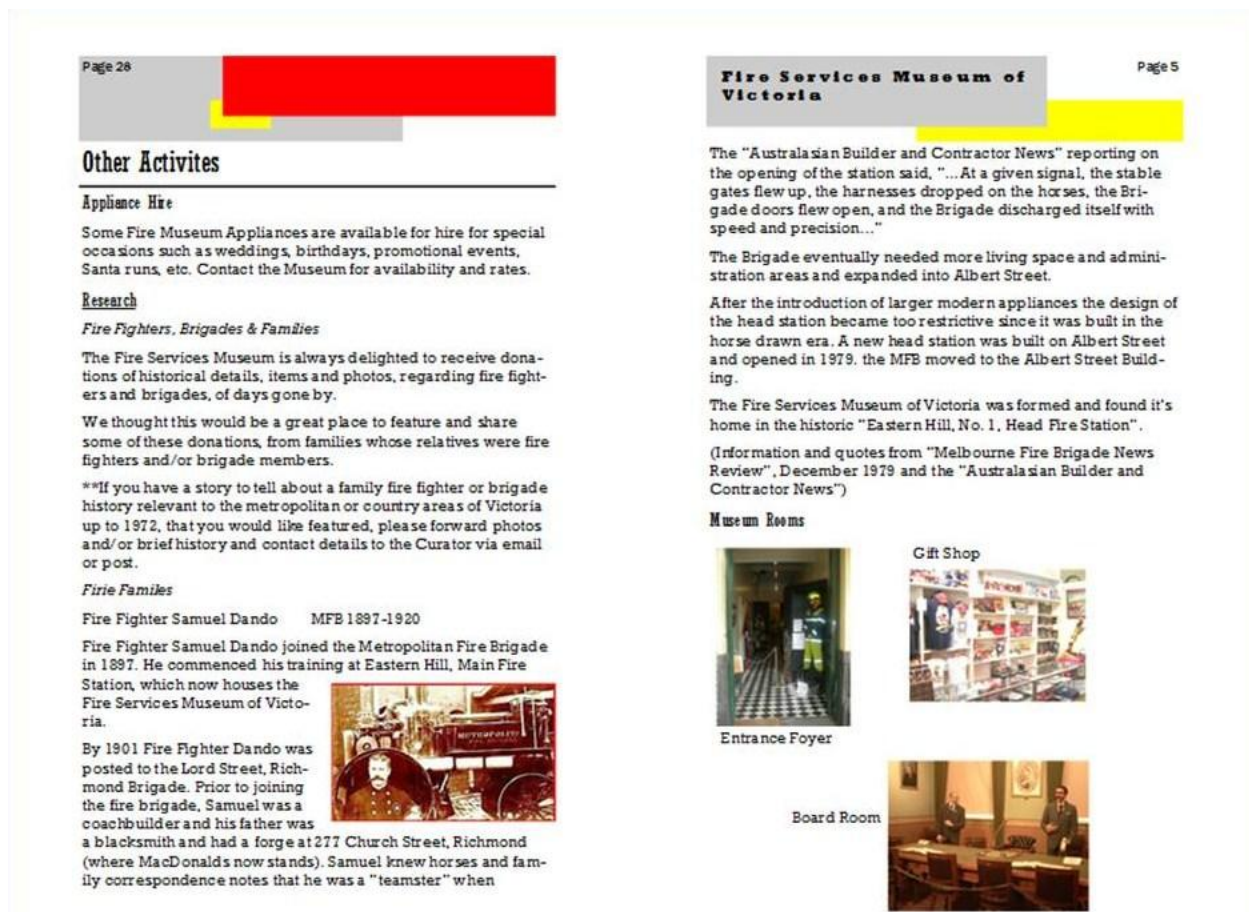 Page 28
Other Activites
Appliance Hire
Some Fire Museum Appliances are available for hire for special
occasions such as weddings, birthdays, promotional events,
Santa runs, etc. Contact the Museum for availability and rates.
Research
Fire Fighters, Brigades & Families
The Fire Services Museum is always delighted to receive dona-
tions of historical details, items and photos, regarding fire fight-
ers and brigades, of days gone by.
We thought this would be a great place to feature and share
some of these donations, from families whose relatives were fire
fighters and/or brigade members.
**If you have a story to tell about a family fire fighter or brigade
history relevant to the metropolitan or country areas of Victoria
up to 1972, that you would like featured, please forward photos
and/or brief history and contact details to the Curator via email
or post.
Firie Familes
Fire Fighter Samuel Dando MFB 1897-1920
Fire Fighter Samuel Dando joined the Metropolitan Fire Brigade
in 1897. He commenced his training at Eastern Hill, Main Fire
Station, which now houses the
Fire Services Museum of Victo-
ria.
By 1901 Fire Fighter Dando was
posted to the Lord Street, Rich-
mond Brigade. Prior to joining
the fire brigade, Samuel was a
coachbuilder and his father was
a blacksmith and had a forge at 277 Church Street, Richmond
(where MacDonalds now stands). Samuel knew horses and fam-
ily correspondence notes that he was a "teamster" when
METROPOLIT
Fire Services Museum of
Victoria
Page 5
The "Australasian Builder and Contractor News" reporting on
the opening of the station said, "...At a given signal, the stable
gates flew up, the harnesses dropped on the horses, the Bri-
gade doors flew open, and the Brigade discharged itself with
speed and precision..."
The Brigade eventually needed more living space and admini-
stration areas and expanded into Albert Street.
After the introduction of larger modern appliances the design of
the head station became too restrictive since it was built in the
horse drawn era. A new head station was built on Albert Street
and opened in 1979. the MFB moved to the Albert Street Build-
ing.
The Fire Services Museum of Victoria was formed and found it's
home in the historic "Eastern Hill, No. 1, Head Fire Station".
(Information and quotes from "Melbourne Fire Brigade News
Review", December 1979 and the "Australasian Builder and
Contractor News")
Museum Rooms
Gift Shop
Entrance Foyer
Board Room